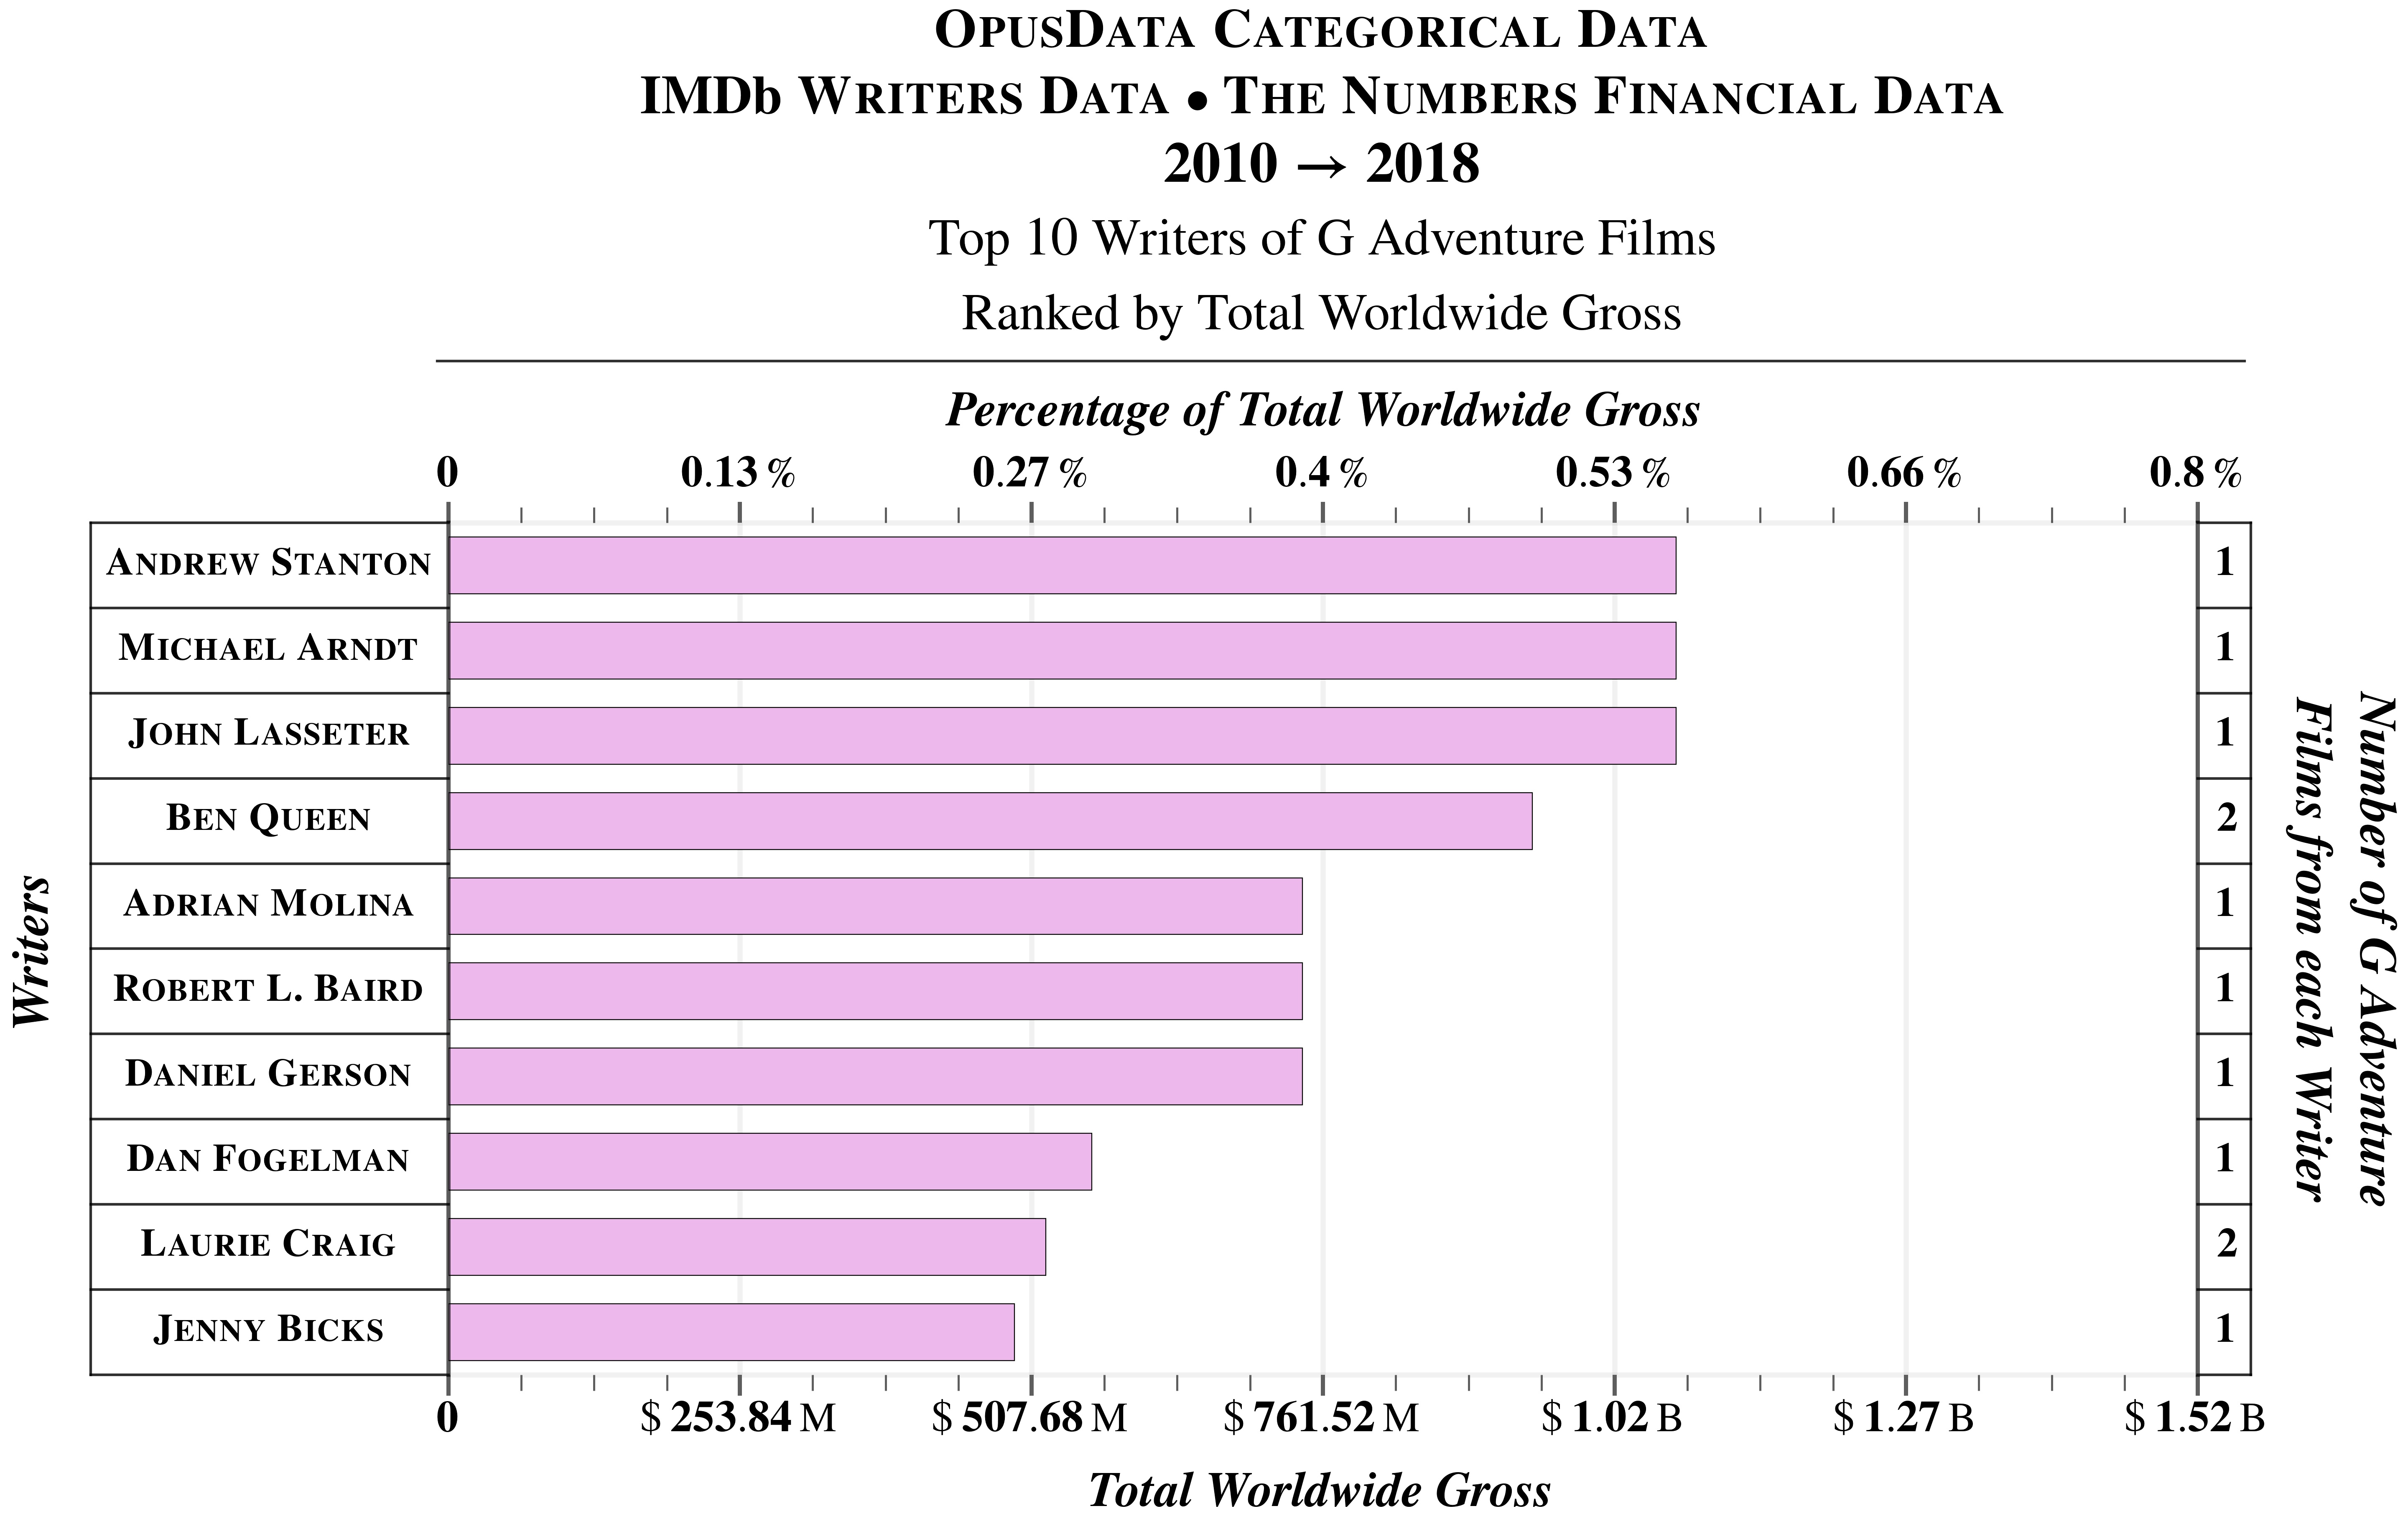 OpusData Categorical Data
IMDb Writers Data • The Numbers Financial Data
2010 → 2018
Top 10 Writers of G Adventure Films
Ranked by Total Worldwide Gross
Percentage of Total Worldwide Gross
0 0.13 % 0.27 % 0.4 % 0.53 % 0.66 % 0.8 %
Writers
Andrew Stanton 1
Michael Arndt 1
John Lasseter 1
Ben Queen 2
Adrian Molina 1
Robert L. Baird 1
Daniel Gerson 1
Dan Fogelman 1
Laurie Craig 2
Jenny Bicks 1
Number of G Adventure
Films from each Writer
0 $ 253.84 M $ 507.68 M $ 761.52 M $ 1.02 B $ 1.27 B $ 1.52 B
Total Worldwide Gross